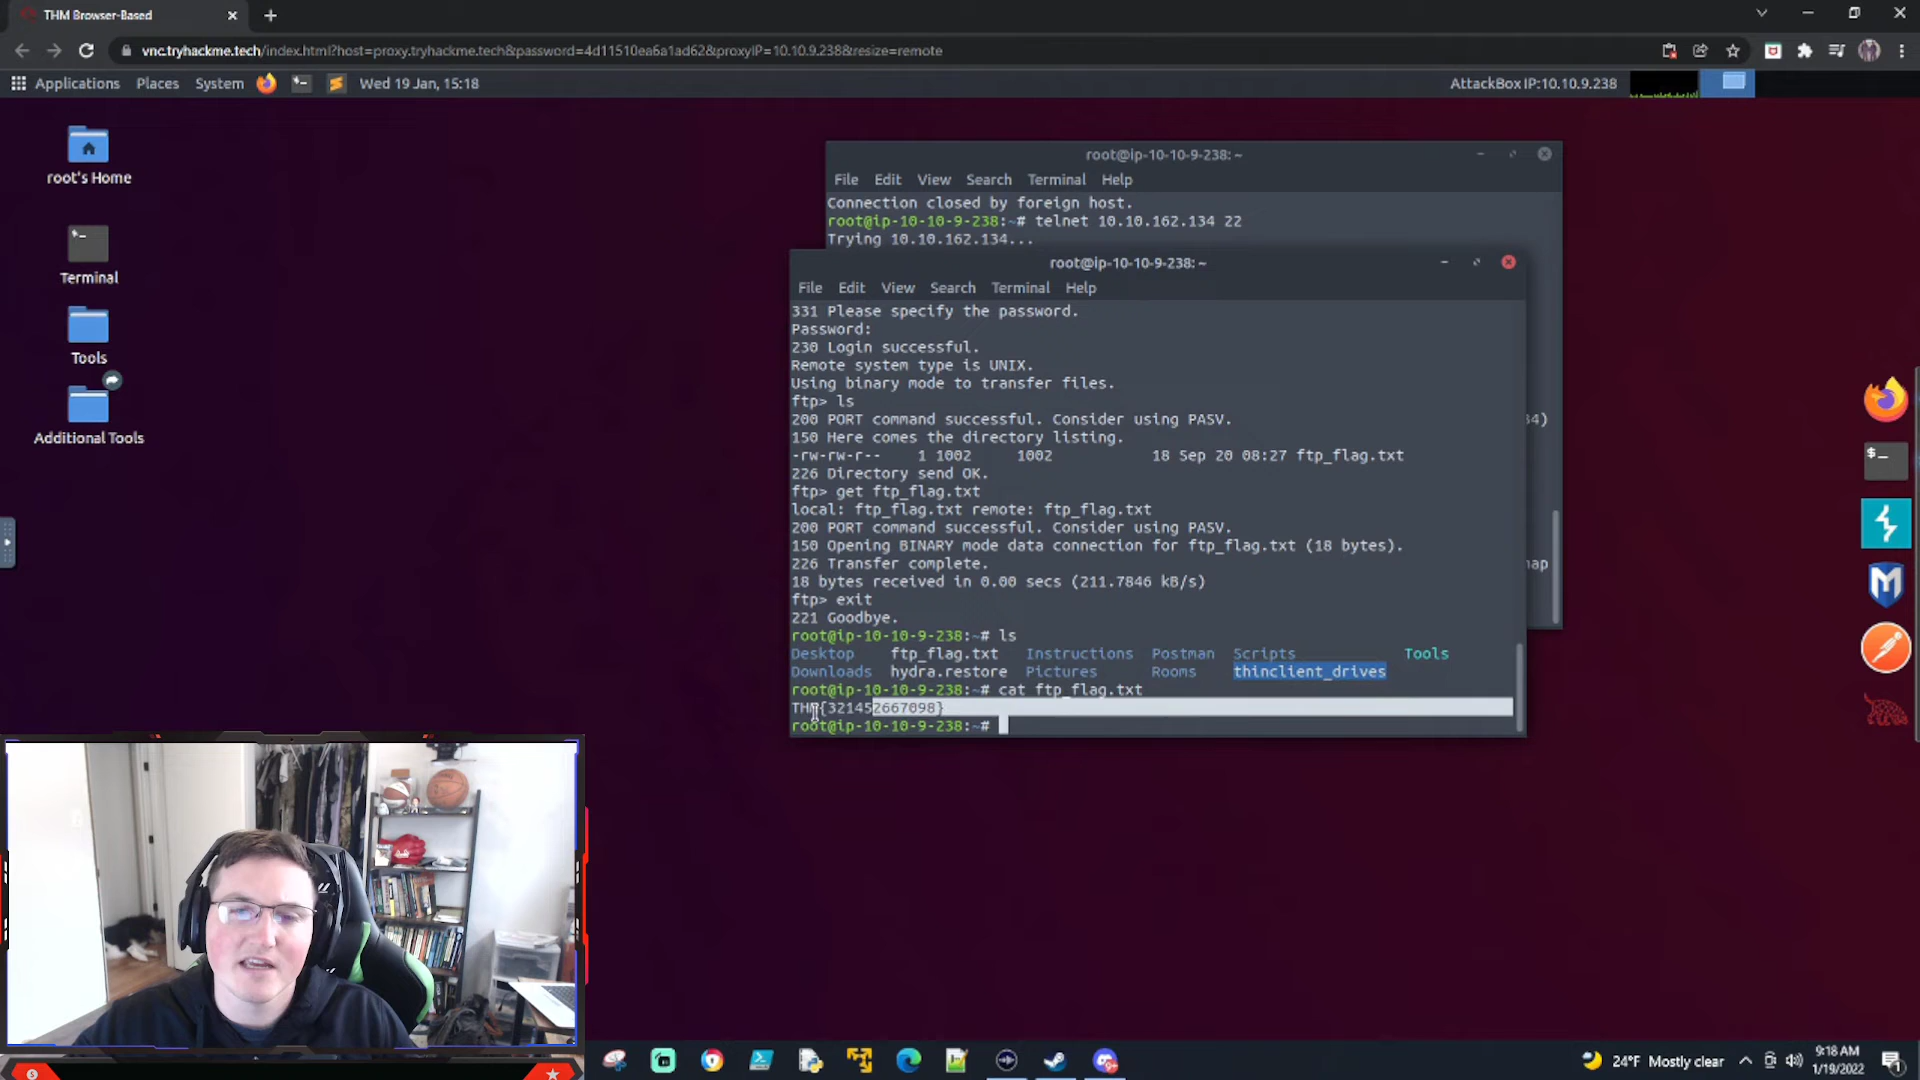 THM Browser-Based
vnc.tryhackme.tech/index.html?host=proxy.tryhackme.tech&password=4d11510ea6a1ad62&proxyIP=10.10.9.238&resize=remote
Applications Places System Wed 19 Jan, 15:18 AttackBox IP:10.10.9.238
root's Home
Terminal
Tools
Additional Tools
root@ip-10-10-9-238: ~
File Edit View Search Terminal Help
Connection closed by foreign host.
root@ip-10-10-9-238:~# telnet 10.10.162.134 22
Trying 10.10.162.134...
root@ip-10-10-9-238: ~
File Edit View Search Terminal Help
331 Please specify the password.
Password:
230 Login successful.
Remote system type is UNIX.
Using binary mode to transfer files.
ftp> ls
200 PORT command successful. Consider using PASV.
150 Here comes the directory listing.
-rw-rw-r-- 1 1002 1002 18 Sep 20 08:27 ftp_flag.txt
226 Directory send OK.
ftp> get ftp_flag.txt
local: ftp_flag.txt remote: ftp_flag.txt
200 PORT command successful. Consider using PASV.
150 Opening BINARY mode data connection for ftp_flag.txt (18 bytes).
226 Transfer complete.
18 bytes received in 0.00 secs (211.7846 kB/s)
ftp> exit
221 Goodbye.
root@ip-10-10-9-238:~# ls
Desktop ftp_flag.txt Instructions Postman Scripts Tools
Downloads hydra.restore Pictures Rooms thinclient_drives
root@ip-10-10-9-238:~# cat ftp_flag.txt
THM{321452667098}
root@ip-10-10-9-238:~#
24°F Mostly clear
9:18 AM
1/19/2022